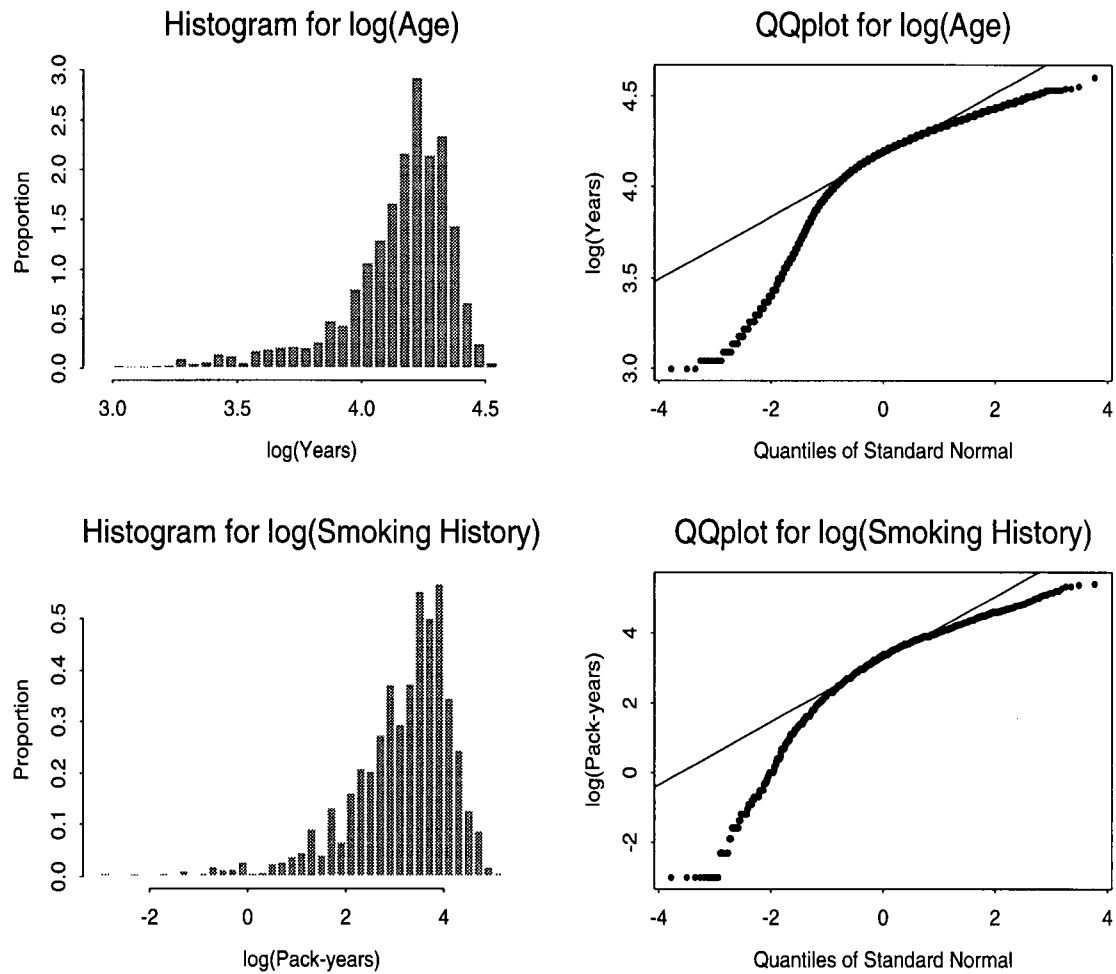 Histogram for log(Age)
Proportion
0.0 0.5 1.0 1.5 2.0 2.5 3.0
3.0 3.5 4.0 4.5
log(Years)
QQplot for log(Age)
log(Years)
3.0 3.5 4.0 4.5
-4 -2 0 2 4
Quantiles of Standard Normal
Histogram for log(Smoking History)
Proportion
0.0 0.1 0.2 0.3 0.4 0.5
-2 0 2 4
log(Pack-years)
QQplot for log(Smoking History)
log(Pack-years)
-2 0 2 4
-4 -2 0 2 4
Quantiles of Standard Normal